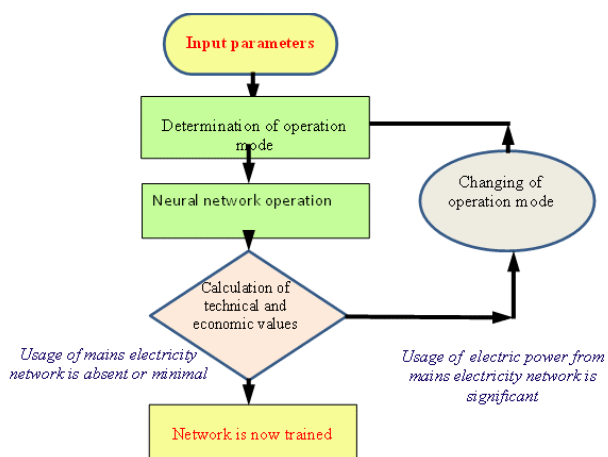 Input parameters
Determination of operation
mode
Neural network operation
Changing of
operation mode
Calculation of
technical and
economic values
Usage of mains electricity
network is absent or minimal
Usage of electric power from
mains electricity network is
significant
Network is now trained